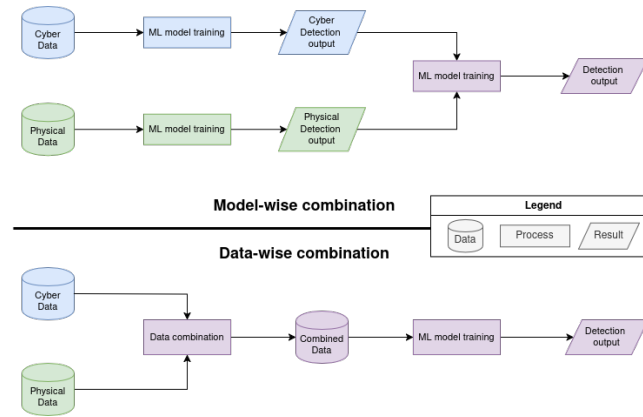 Cyber
Data
ML model training
Cyber
Detection
output
ML model training
Detection
output
Physical
Data
ML model training
Physical
Detection
output
Model-wise combination
Legend
Data
Process
Result
Data-wise combination
Cyber
Data
Data combination
Combined
Data
ML model training
Detection
output
Physical
Data